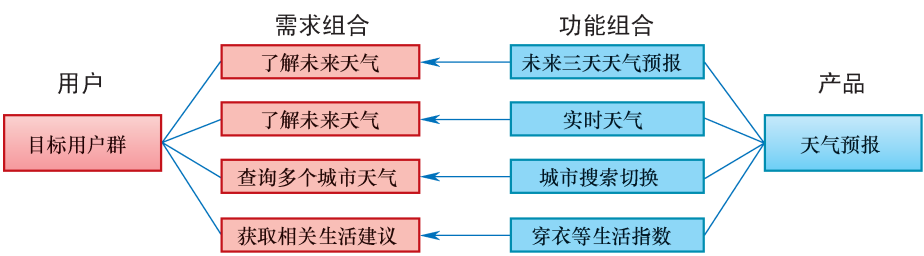 需求组合
功能组合
用户
产品
了解未来天气
未来三天天气预报
了解未来天气
实时天气
目标用户群
天气预报
查询多个城市天气
城市搜索切换
获取相关生活建议
穿衣等生活指数